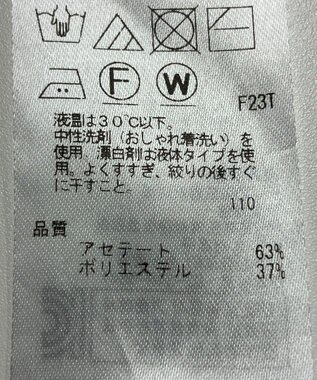 F W
F23T
液温は30℃以下。
中性洗剤（おしゃれ着洗い）を
使用。漂白剤は液体タイプを使
用。よくすすぎ、絞りの後すぐ
に干すこと。
110
品質
アセテート 63%
ポリエステル 37%